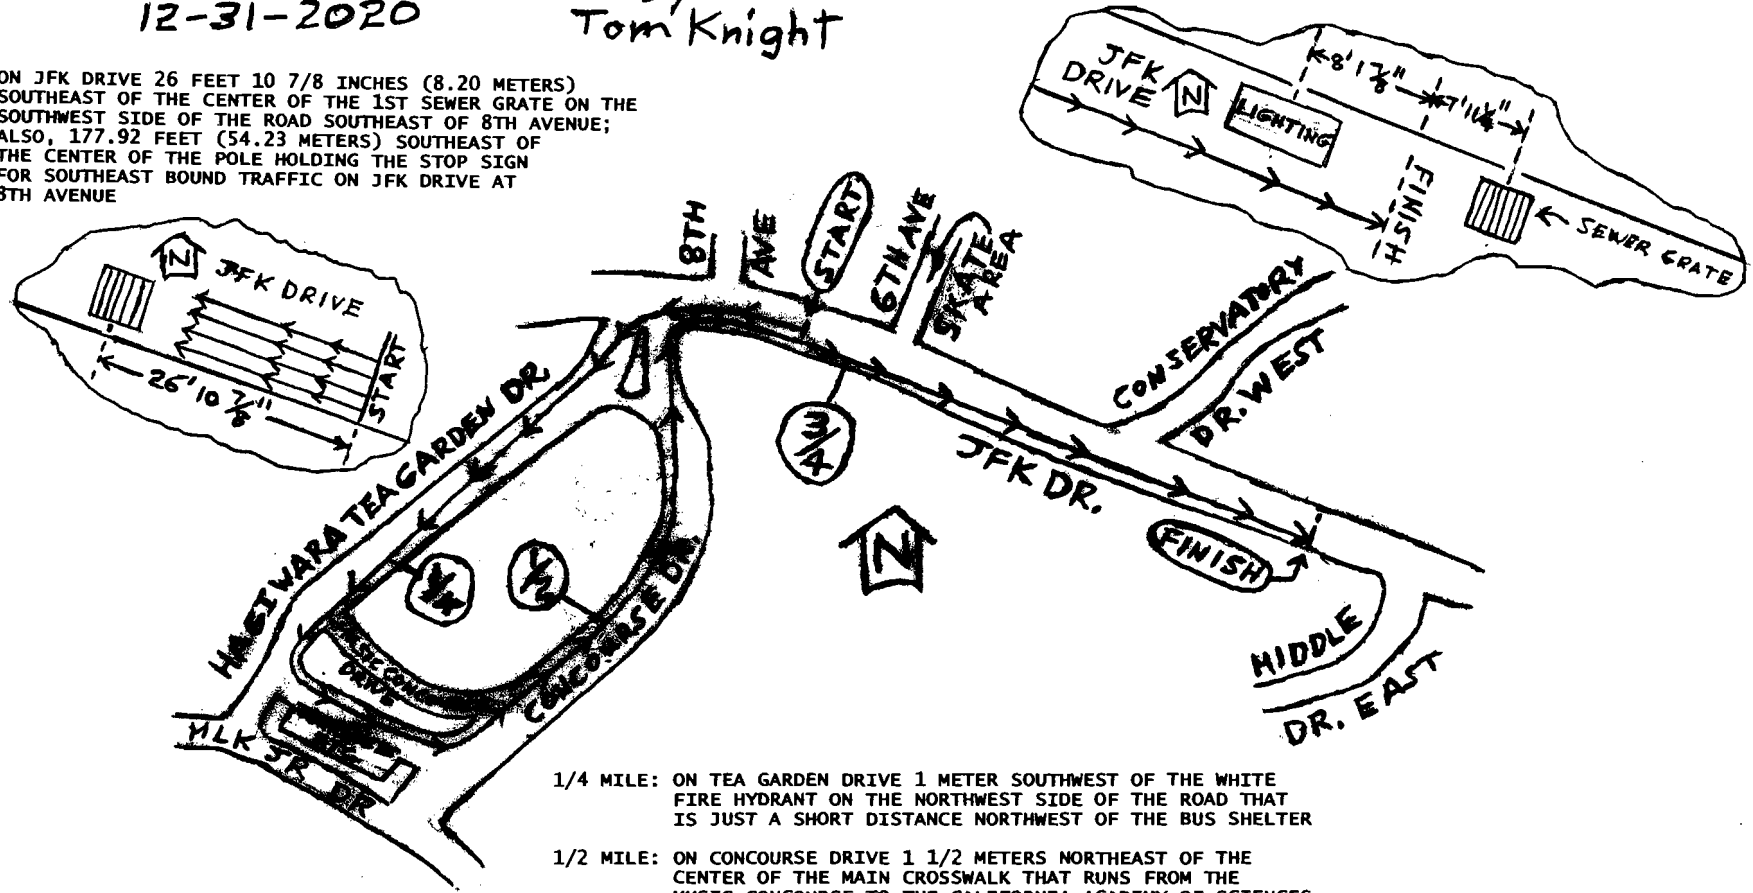 12-31-2020
Tom Knight
ON JFK DRIVE 26 FEET 10 7/8 INCHES (8.20 METERS)
SOUTHEAST OF THE CENTER OF THE 1ST SEWER GRATE ON THE
SOUTHWEST SIDE OF THE ROAD SOUTHEAST OF 8TH AVENUE;
ALSO, 177.92 FEET (54.23 METERS) SOUTHEAST OF
THE CENTER OF THE POLE HOLDING THE STOP SIGN
FOR SOUTHEAST BOUND TRAFFIC ON JFK DRIVE AT
8TH AVENUE
JFK
DRIVE
N
LIGHTING
8' 1 7/8"
7' 1 1/4"
FINISH
SEWER GRATE
N
JFK DRIVE
26' 10 7/8"
START
8TH
AVE
START
6TH AVE
SKATE
AREA
CONSERVATORY
DR. WEST
HAGIWARA TEA GARDEN DR.
3/4
JFK DR.
N
FINISH
1/4
1/2
CONCOURSE DR.
DRIVE
MIDDLE
DR. EAST
MLK
JR DR
1/4 MILE: ON TEA GARDEN DRIVE 1 METER SOUTHWEST OF THE WHITE
FIRE HYDRANT ON THE NORTHWEST SIDE OF THE ROAD THAT
IS JUST A SHORT DISTANCE NORTHWEST OF THE BUS SHELTER
1/2 MILE: ON CONCOURSE DRIVE 1 1/2 METERS NORTHEAST OF THE
CENTER OF THE MAIN CROSSWALK THAT RUNS FROM THE
MUSIC CONCOURSE TO THE CALIFORNIA ACADEMY OF SCIENCES